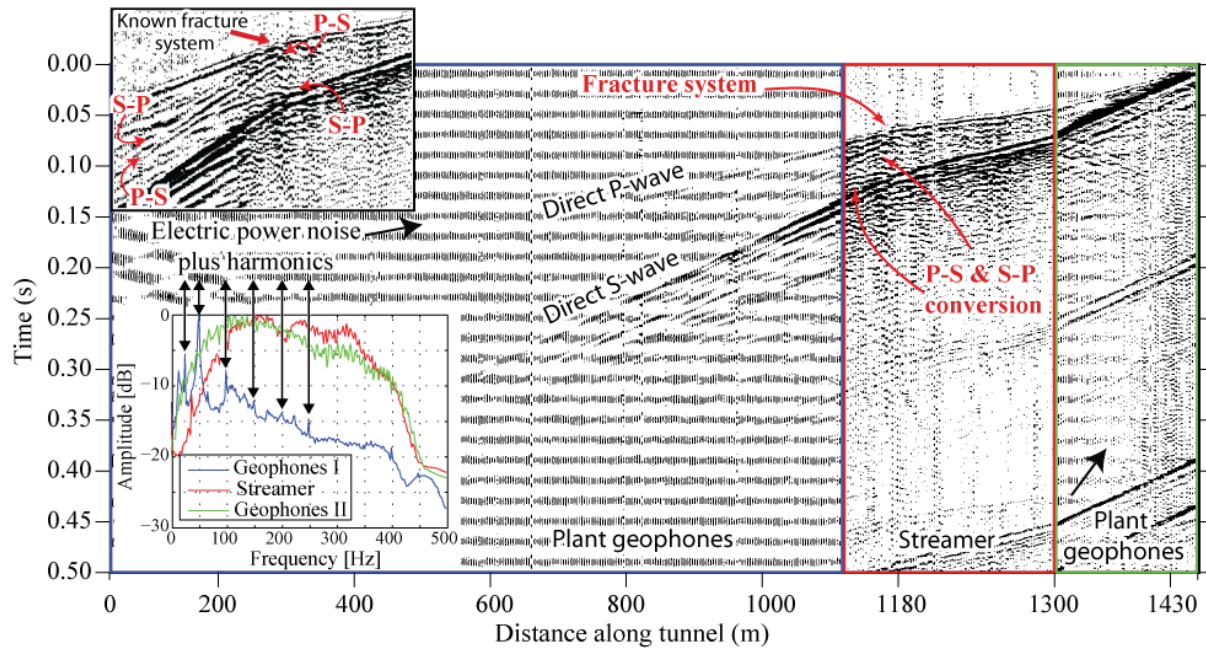 Known fracture
system
P-S
S-P
S-P
P-S
0.00
0.05
0.10
0.15
0.20
0.25
0.30
0.35
0.40
0.45
0.50
Time (s)
Fracture system
Direct P-wave
Electric power noise
plus harmonics
Direct S-wave
P-S & S-P
conversion
0
−10
−20
−30
Amplitude [dB]
Geophones I
Streamer
Geophones II
0 100 200 300 400 500
Frequency [Hz]
Plant geophones
Streamer
Plant
geophones
0 200 400 600 800 1000 1180 1300 1430
Distance along tunnel (m)